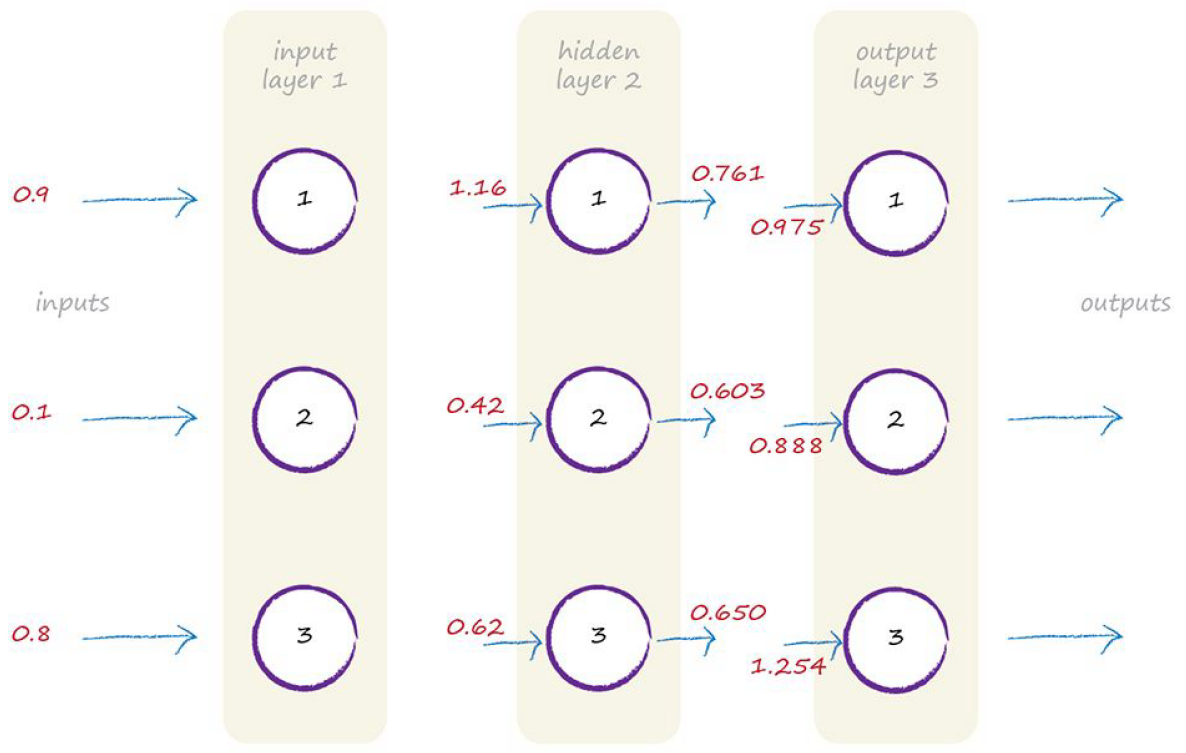 input
layer 1
hidden
layer 2
output
layer 3
0.9
1
1.16
1
0.761
0.975
1
inputs
outputs
0.1
2
0.42
2
0.603
0.888
2
0.8
3
0.62
3
0.650
1.254
3